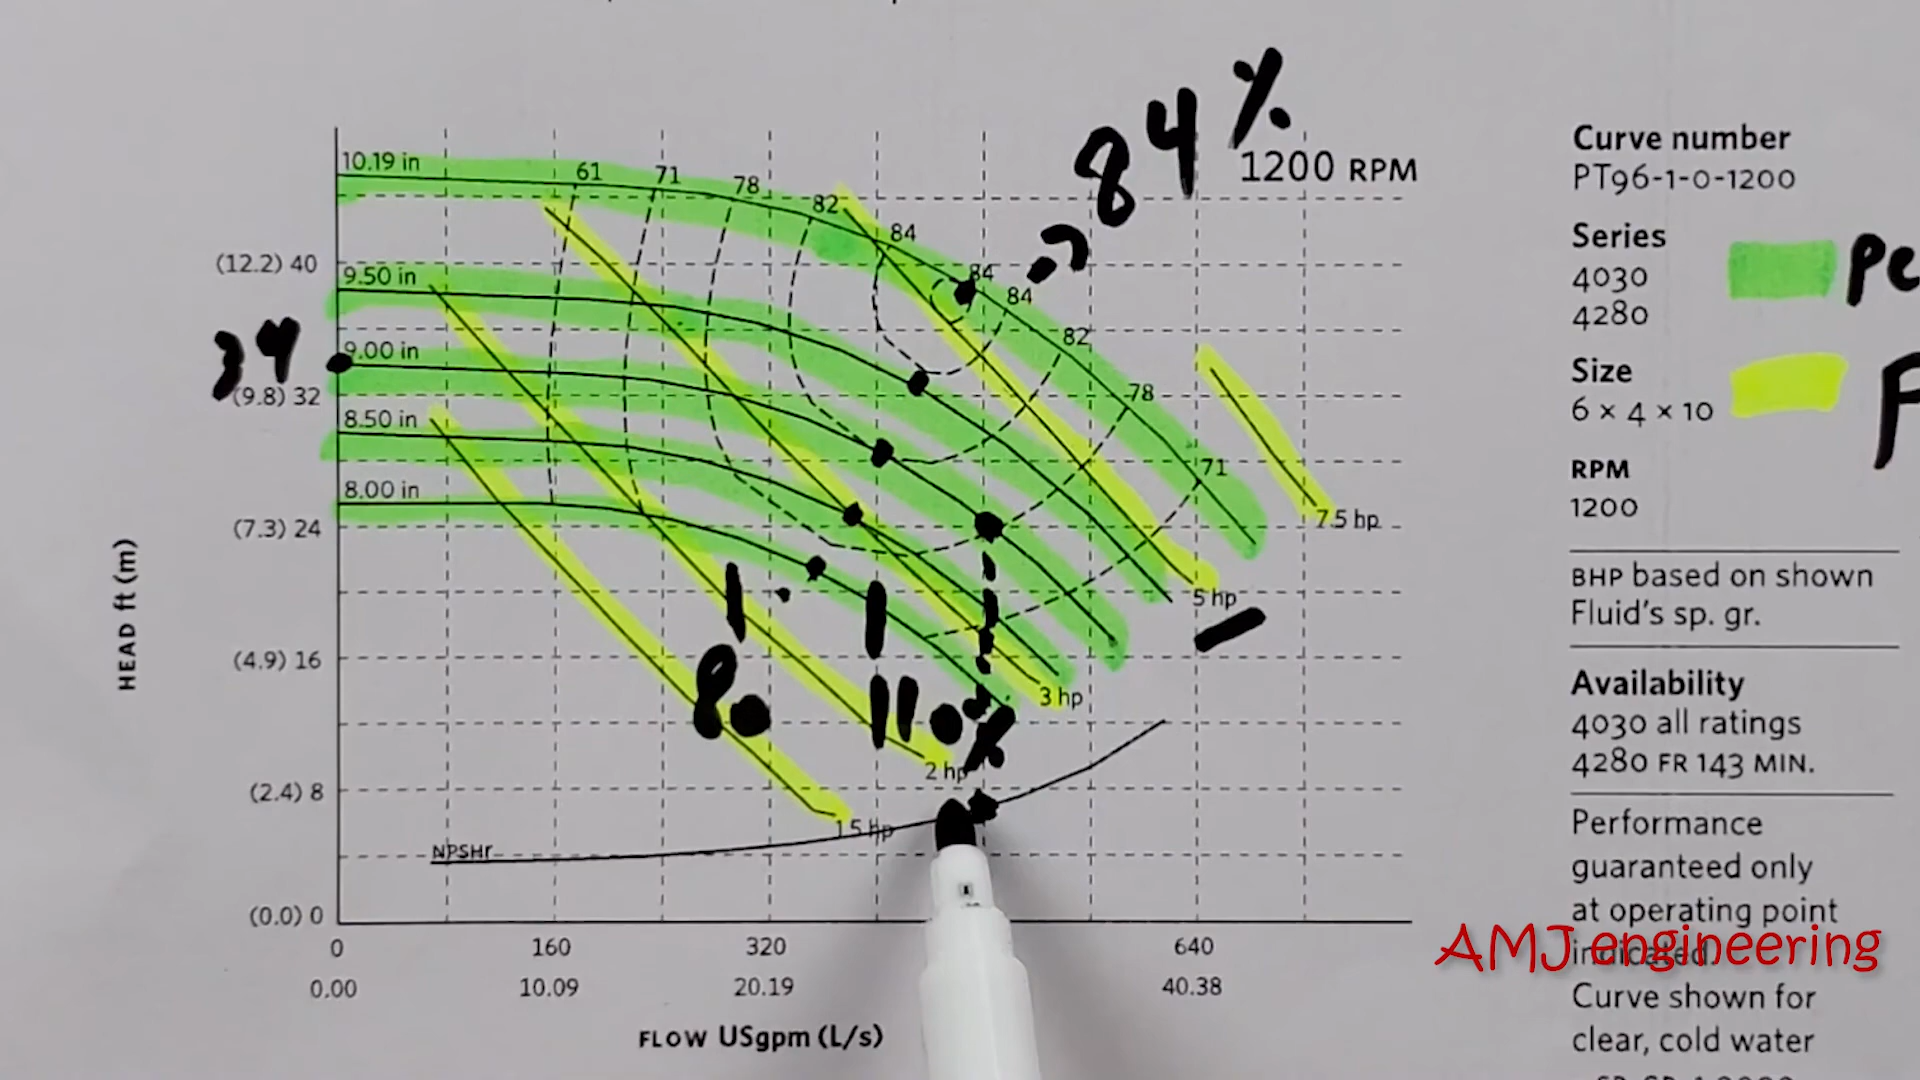 84%
1200 RPM
10.19 in
61
71
78
82
84
84
84
82
78
71
(12.2) 40
9.50 in
34
9.00 in
(9.8) 32
8.50 in
8.00 in
(7.3) 24
(4.9) 16
(2.4) 8
(0.0) 0
HEAD ft (m)
7.5 hp
5 hp
3 hp
2 hp
1.5 hp
80
110%
NPSHr
0 160 320 640
0.00 10.09 20.19 40.38
FLOW USgpm (L/s)
Curve number
PT96-1-0-1200
Series
4030
4280
Size
6 × 4 × 10
RPM
1200
BHP based on shown
Fluid's sp. gr.
Availability
4030 all ratings
4280 FR 143 MIN.
Performance
guaranteed only
at operating point
indicated.
Curve shown for
clear, cold water
AMJ engineering